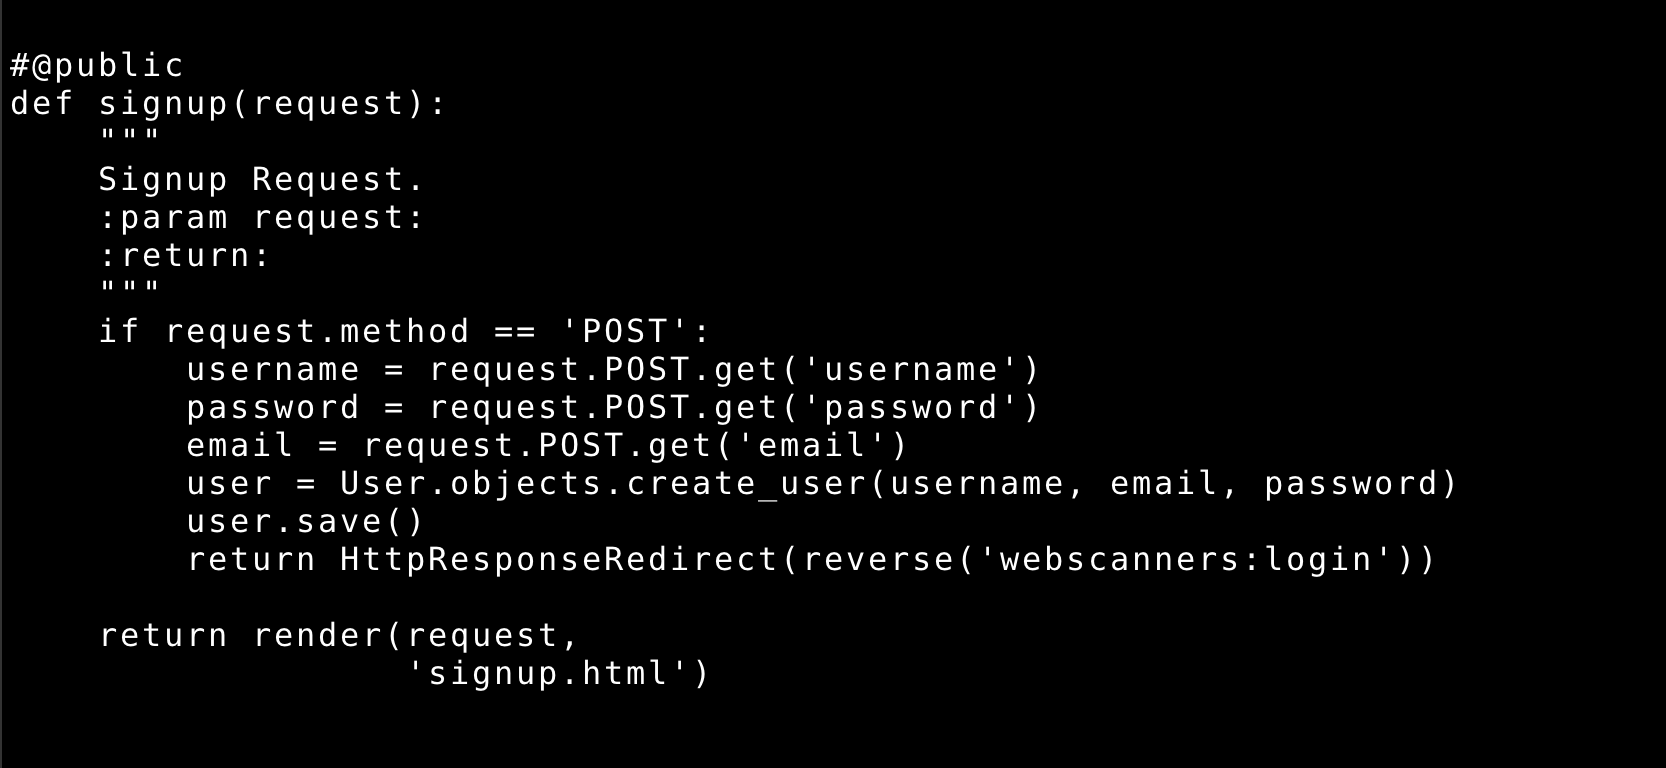 #@public
def signup(request):
    """
    Signup Request.
    :param request:
    :return:
    """
    if request.method == 'POST':
        username = request.POST.get('username')
        password = request.POST.get('password')
        email = request.POST.get('email')
        user = User.objects.create_user(username, email, password)
        user.save()
        return HttpResponseRedirect(reverse('webscanners:login'))

    return render(request,
                  'signup.html')